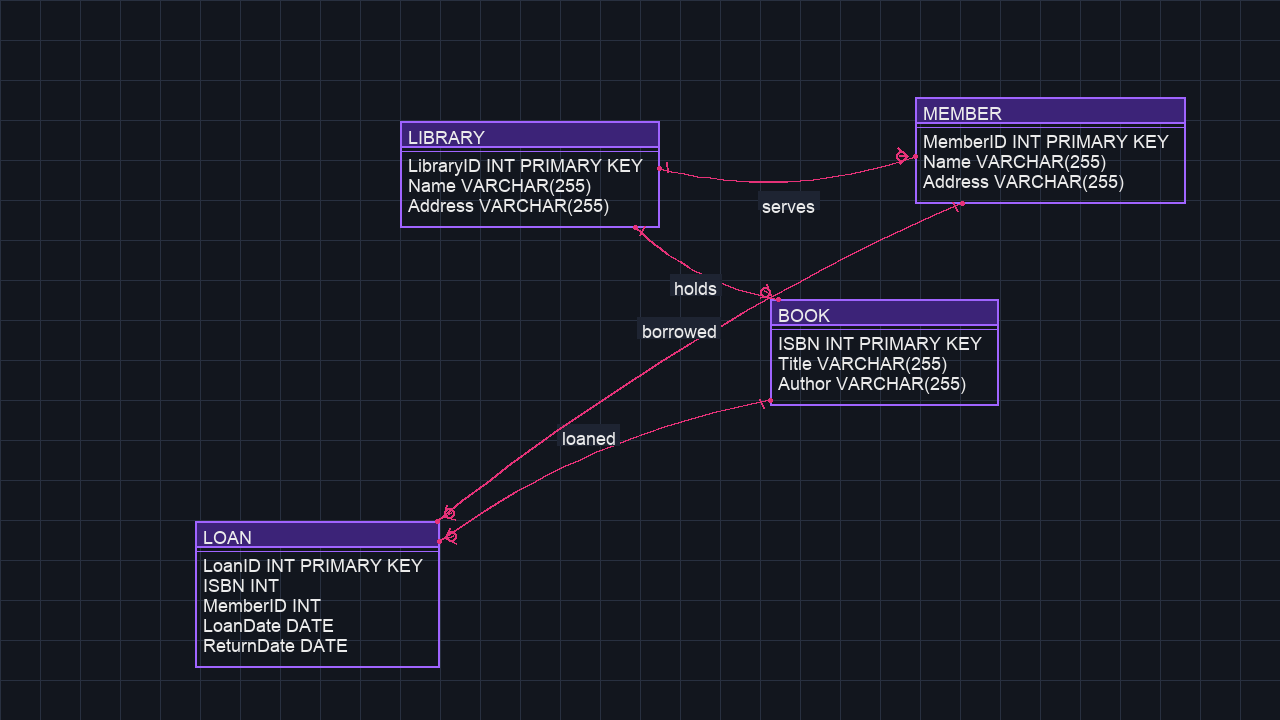 LIBRARY
LibraryID INT PRIMARY KEY
Name VARCHAR(255)
Address VARCHAR(255)
MEMBER
MemberID INT PRIMARY KEY
Name VARCHAR(255)
Address VARCHAR(255)
serves
holds
borrowed
BOOK
ISBN INT PRIMARY KEY
Title VARCHAR(255)
Author VARCHAR(255)
loaned
LOAN
LoanID INT PRIMARY KEY
ISBN INT
MemberID INT
LoanDate DATE
ReturnDate DATE